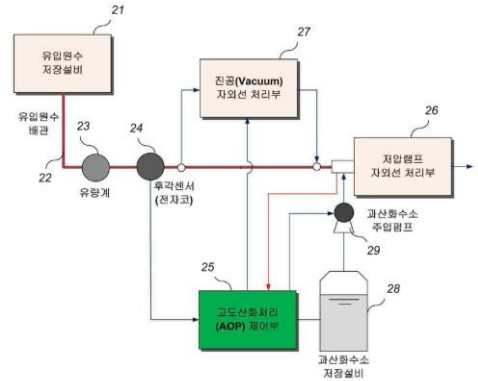 21
유입원수
저장설비
27
진공(Vacuum)
자외선 처리부
유입원수
배관
23
24
26
저압램프
자외선 처리부
22
유량계
후각센서
(전자코)
과산화수소
주입펌프
29
25
고도산화처리
(AOP) 제어부
28
과산화수소
저장설비